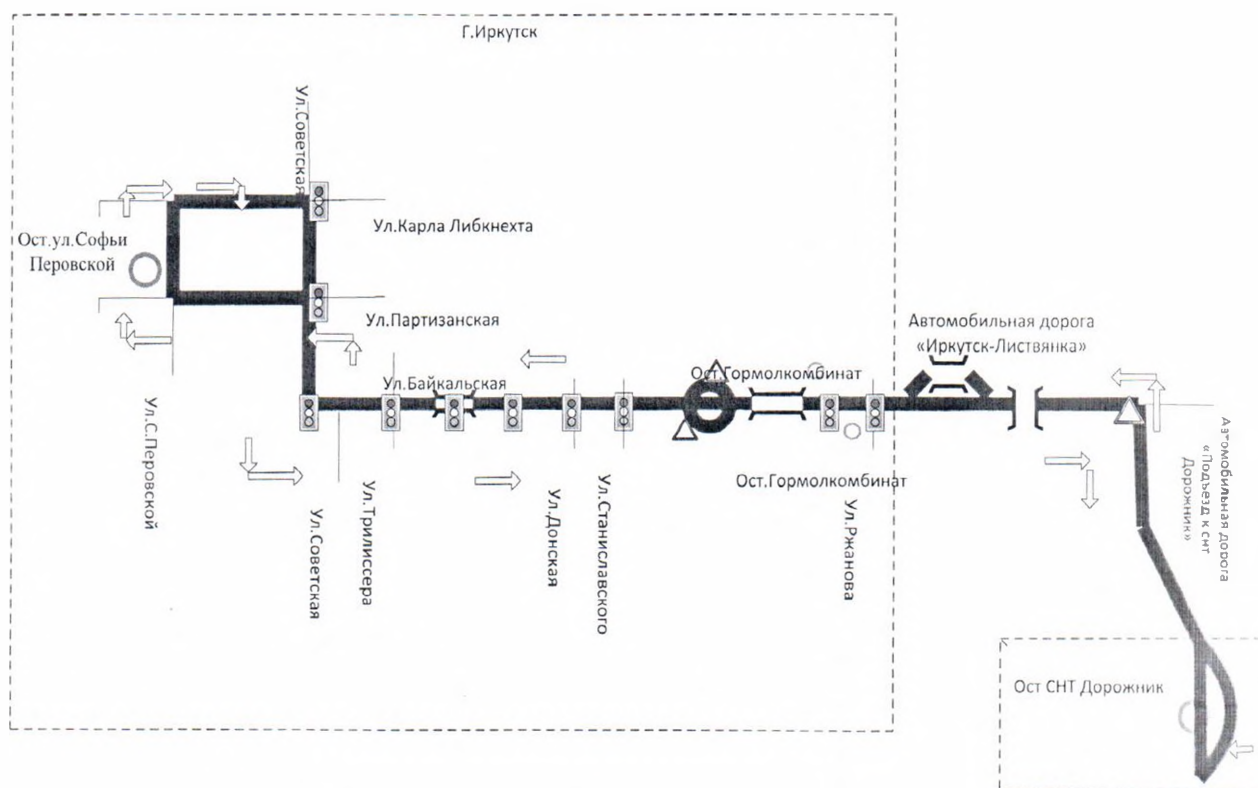 Г.Иркутск
Ул.Советская
Ул.Карла Либкнехта
Ост.ул.Софьи
Перовской
Ул.Партизанская
Автомобильная дорога
«Иркутск-Листвянка»
Ост.Гормолкомбинат
Ул.Байкальская
Ул.С.Перовской
Ул.Советская
Ул.Трилиссера
Ул.Донская
Ул.Станиславского
Ост.Гормолкомбинат
Ул.Ржанова
Автомобильная дорога
«Подъезд к снт
Дорожник»
Ост СНТ Дорожник